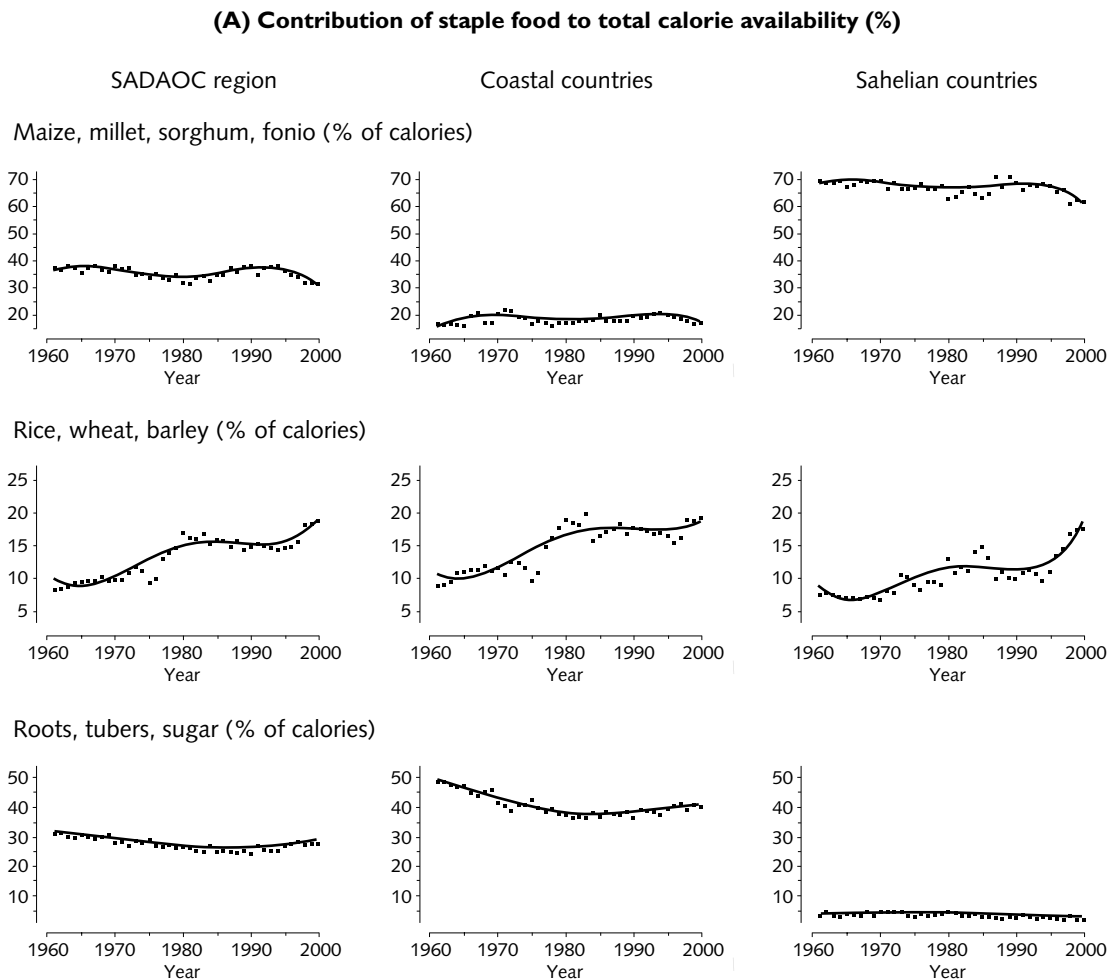 (A) Contribution of staple food to total calorie availability (%)
SADAOC region Coastal countries Sahelian countries
Maize, millet, sorghum, fonio (% of calories)
70 70 70
60 60 60
50 50 50
40 40 40
30 30 30
20 20 20
1960 1970 1980 1990 2000 1960 1970 1980 1990 2000 1960 1970 1980 1990 2000
Year Year Year
Rice, wheat, barley (% of calories)
25 25 25
20 20 20
15 15 15
10 10 10
5 5 5
1960 1970 1980 1990 2000 1960 1970 1980 1990 2000 1960 1970 1980 1990 2000
Year Year Year
Roots, tubers, sugar (% of calories)
50 50 50
40 40 40
30 30 30
20 20 20
10 10 10
1960 1970 1980 1990 2000 1960 1970 1980 1990 2000 1960 1970 1980 1990 2000
Year Year Year